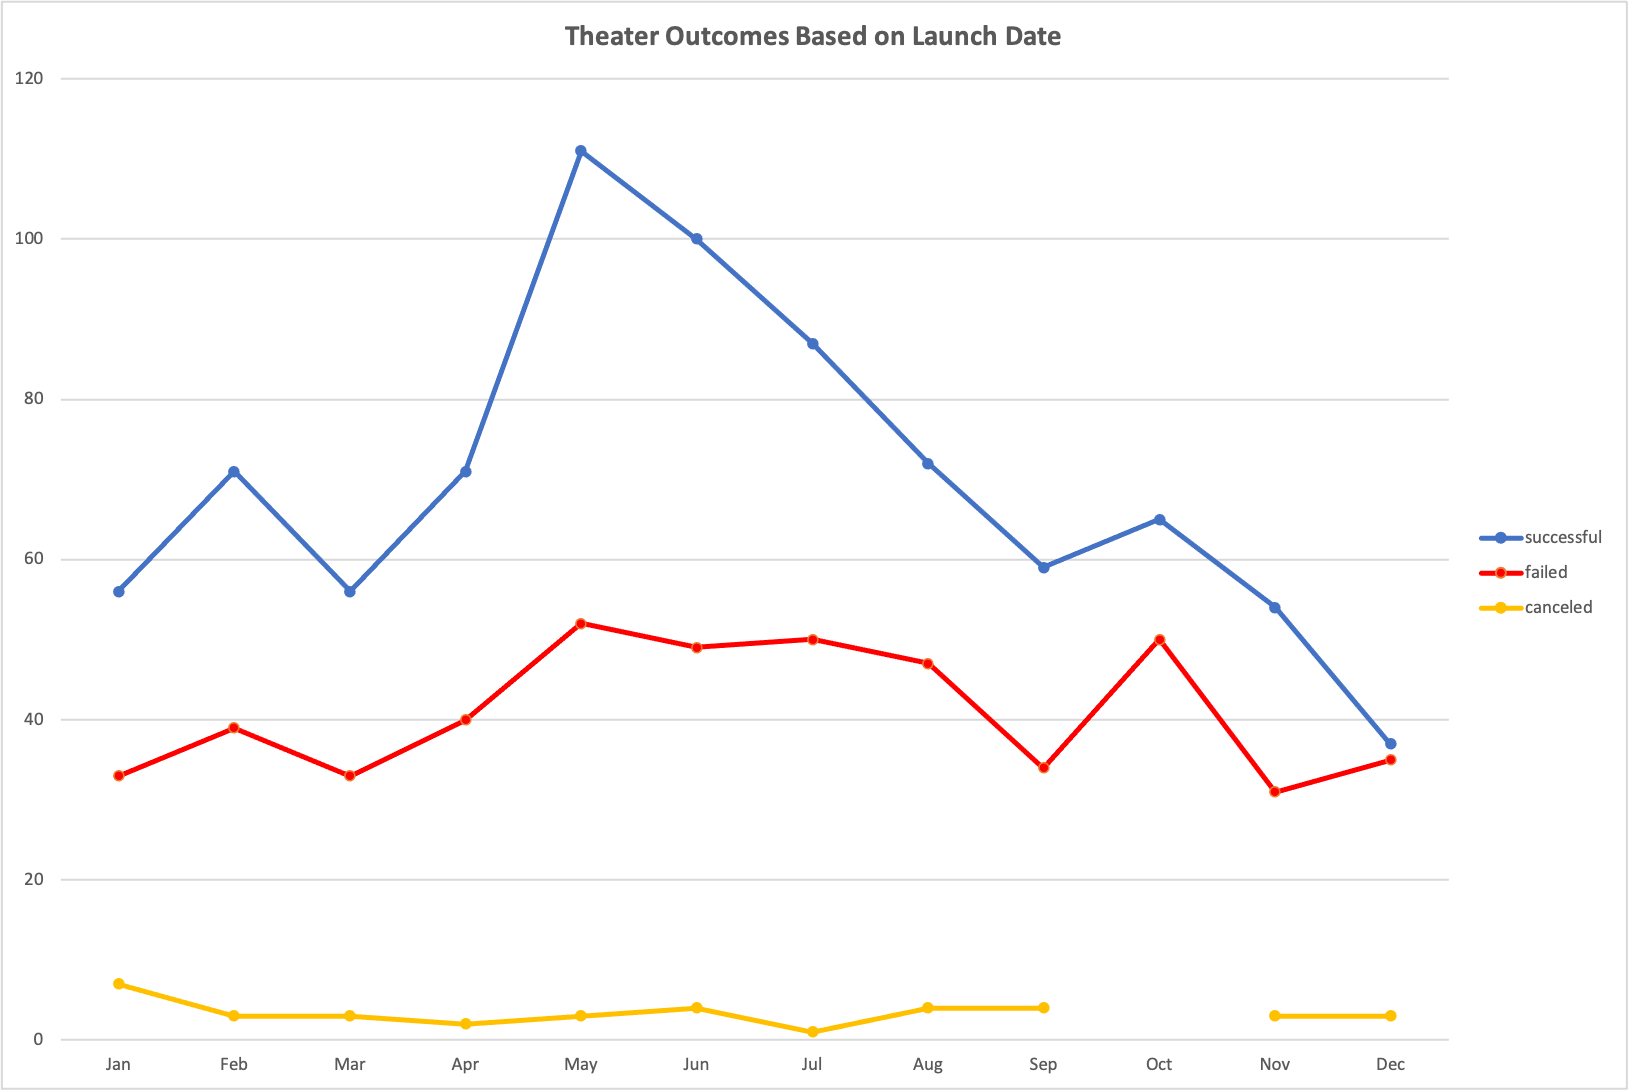 Theater Outcomes Based on Launch Date
120
100
80
60
40
20
0
Jan Feb Mar Apr May Jun Jul Aug Sep Oct Nov Dec
successful
failed
canceled